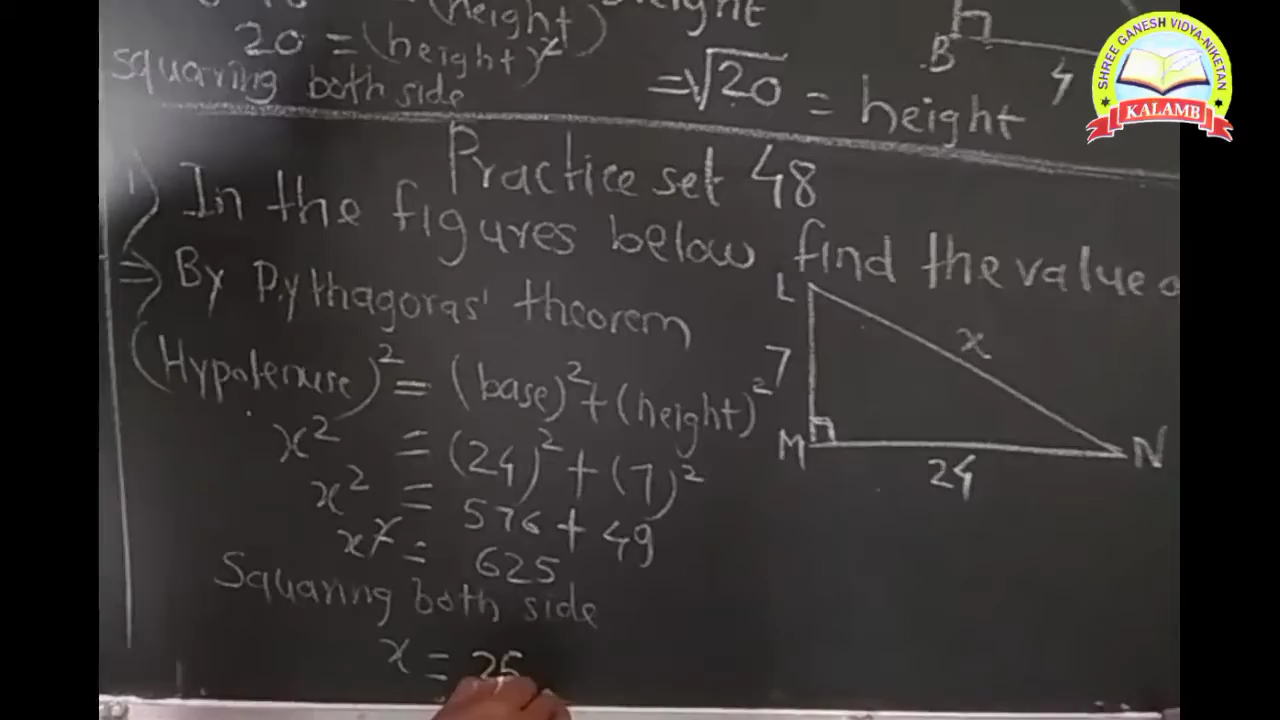 (height)
height
20 = (height)²
squaring both side
=√20 = height
B
4
SHREE GANESH VIDYA-NIKETAN
KALAMB
Practice set 48
1) In the figures below find the value
⇒ By Pythagoras' theorem
(Hypotenuse)² = (base)² + (height)²
x² = (24)² + (7)²
x² = 576 + 49
x² = 625
Squaring both side
x = 25
L
7
x
M
24
N